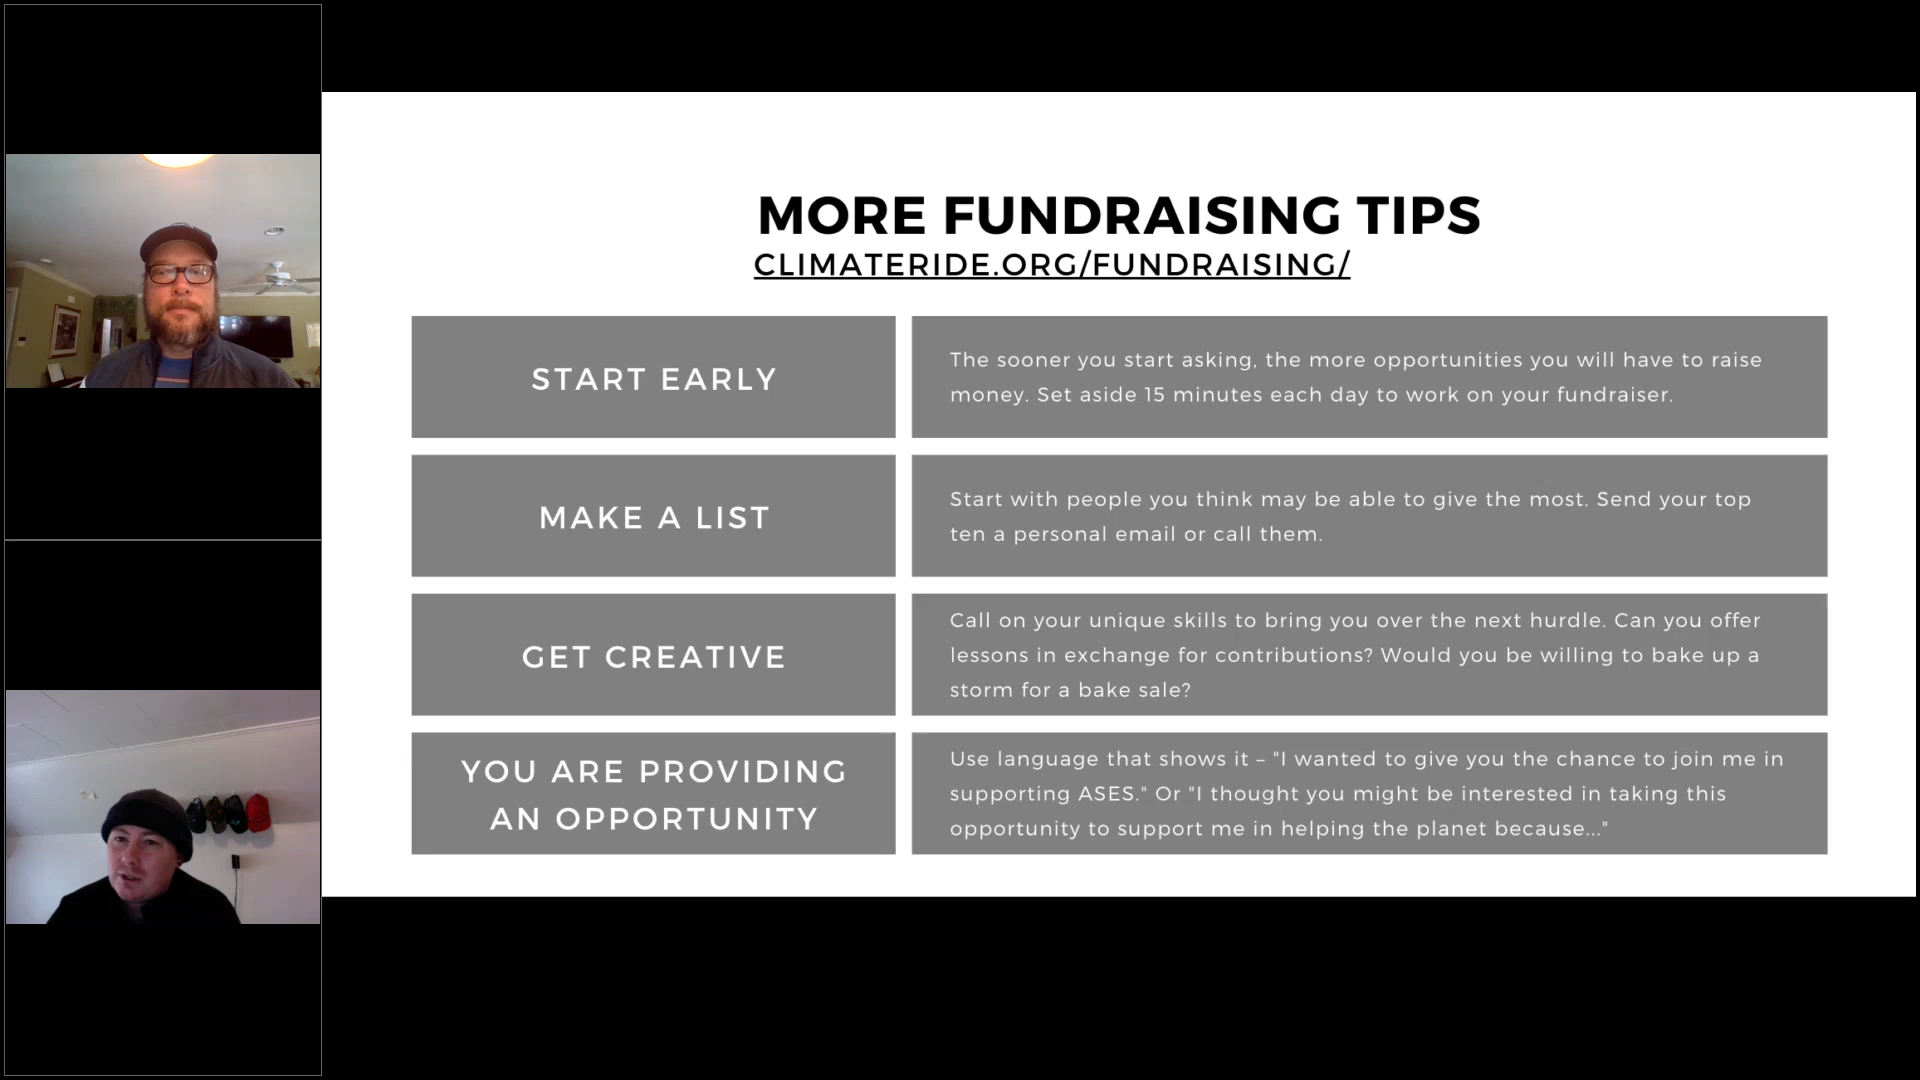 MORE FUNDRAISING TIPS
CLIMATERIDE.ORG/FUNDRAISING/
START EARLY
The sooner you start asking, the more opportunities you will have to raise
money. Set aside 15 minutes each day to work on your fundraiser.
MAKE A LIST
Start with people you think may be able to give the most. Send your top
ten a personal email or call them.
GET CREATIVE
Call on your unique skills to bring you over the next hurdle. Can you offer
lessons in exchange for contributions? Would you be willing to bake up a
storm for a bake sale?
YOU ARE PROVIDING
AN OPPORTUNITY
Use language that shows it – "I wanted to give you the chance to join me in
supporting ASES." Or "I thought you might be interested in taking this
opportunity to support me in helping the planet because..."